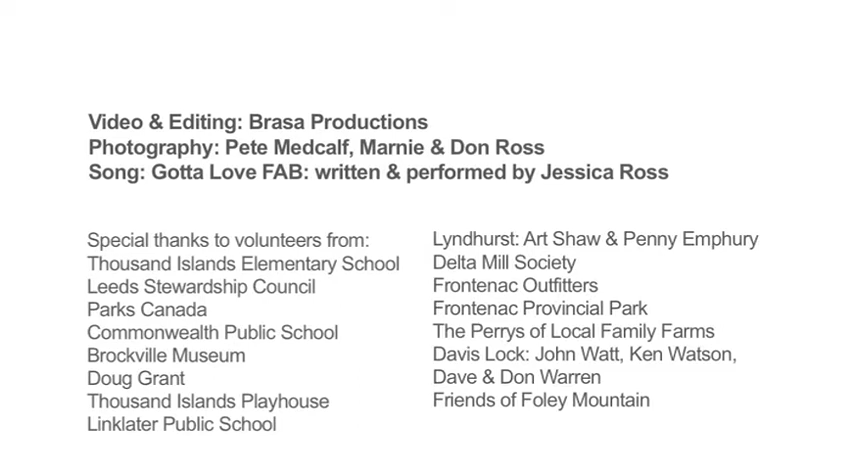 Video & Editing: Brasa Productions
Photography: Pete Medcalf, Marnie & Don Ross
Song: Gotta Love FAB: written & performed by Jessica Ross
Special thanks to volunteers from:
Thousand Islands Elementary School
Leeds Stewardship Council
Parks Canada
Commonwealth Public School
Brockville Museum
Doug Grant
Thousand Islands Playhouse
Linklater Public School
Lyndhurst: Art Shaw & Penny Emphury
Delta Mill Society
Frontenac Outfitters
Frontenac Provincial Park
The Perrys of Local Family Farms
Davis Lock: John Watt, Ken Watson,
Dave & Don Warren
Friends of Foley Mountain